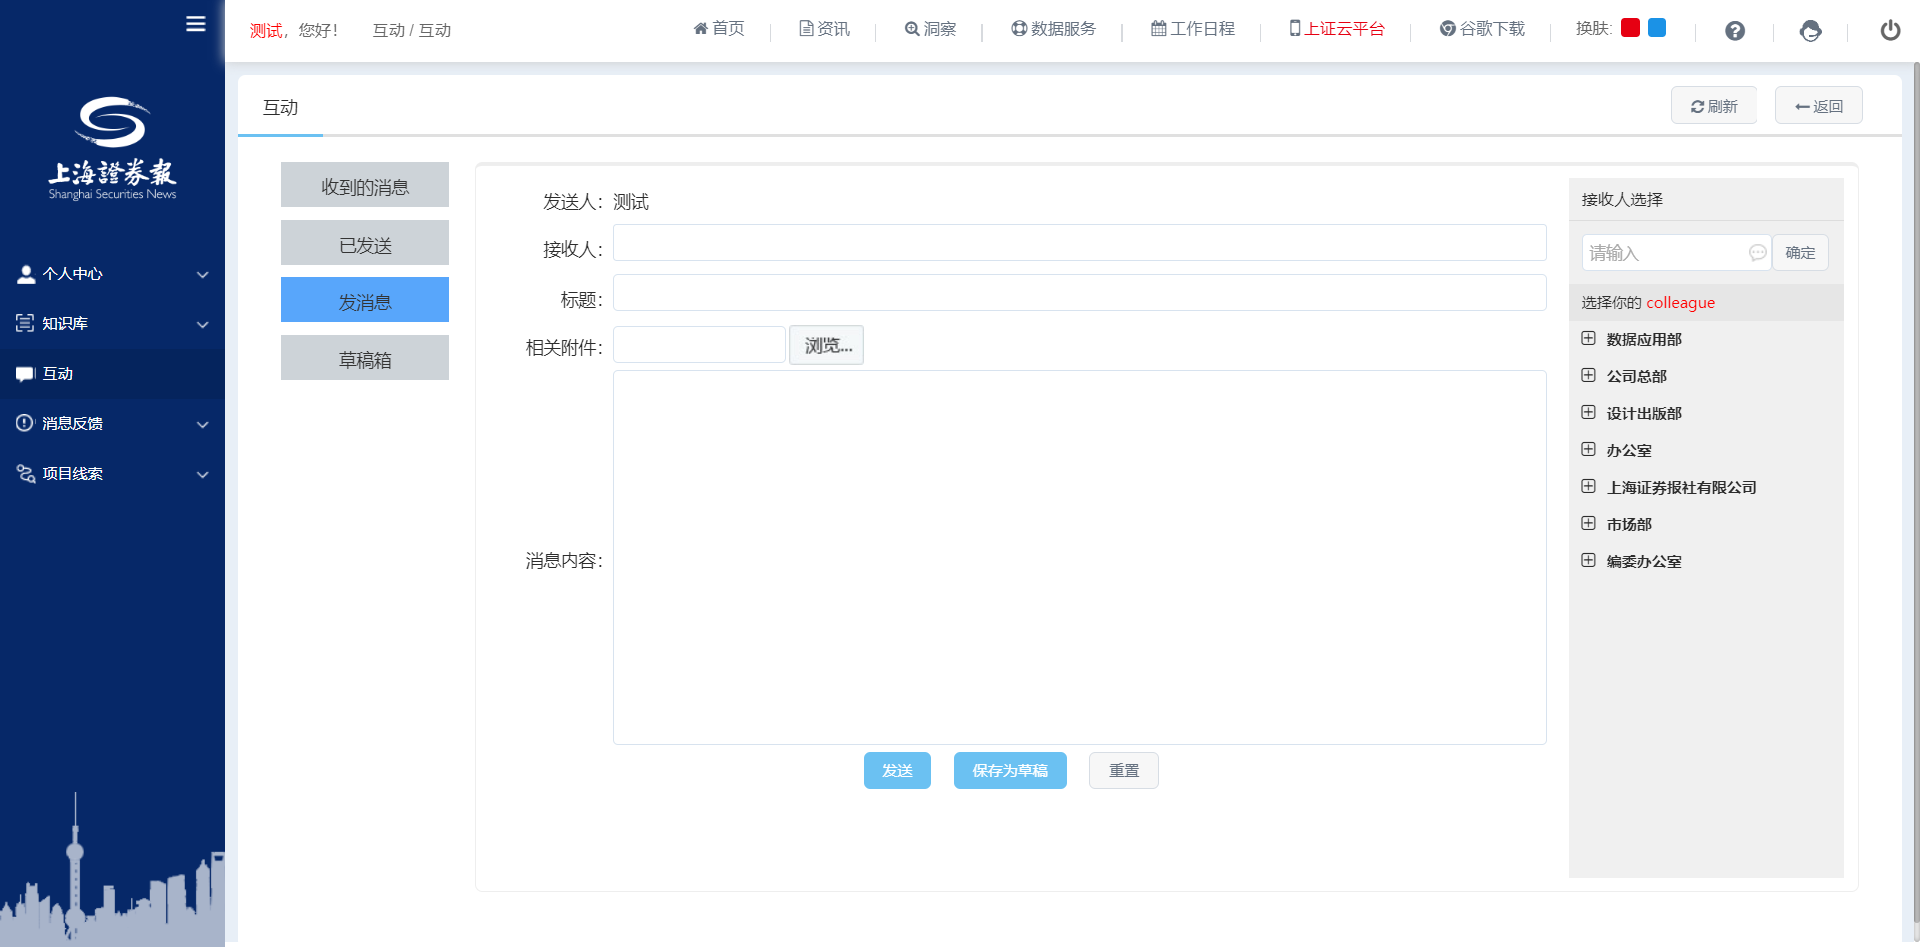 测试，您好！
互动 / 互动
首页
资讯
洞察
数据服务
工作日程
上证云平台
谷歌下载
换肤:
上海證券報
Shanghai Securities News
个人中心
知识库
互动
消息反馈
项目线索
互动
刷新
返回
收到的消息
已发送
发消息
草稿箱
发送人：测试
接收人：
标题：
相关附件：
浏览...
消息内容：
发送
保存为草稿
重置
接收人选择
请输入
确定
选择你的 colleague
数据应用部
公司总部
设计出版部
办公室
上海证券报社有限公司
市场部
编委办公室